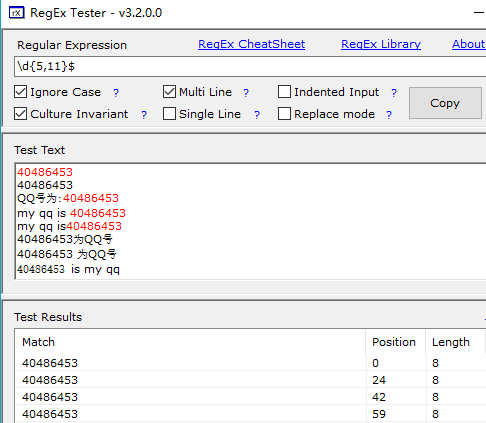 RegEx Tester - v3.2.0.0
Regular Expression RegEx CheatSheet RegEx Library About
\d{5,11}$
Ignore Case ? Multi Line ? Indented Input ?
Culture Invariant ? Single Line ? Replace mode ?
Copy
Test Text
40486453
40486453
QQ号为:40486453
my qq is 40486453
my qq is40486453
40486453为QQ号
40486453 为QQ号
40486453 is my qq
Test Results
Match Position Length
40486453 0 8
40486453 24 8
40486453 42 8
40486453 59 8